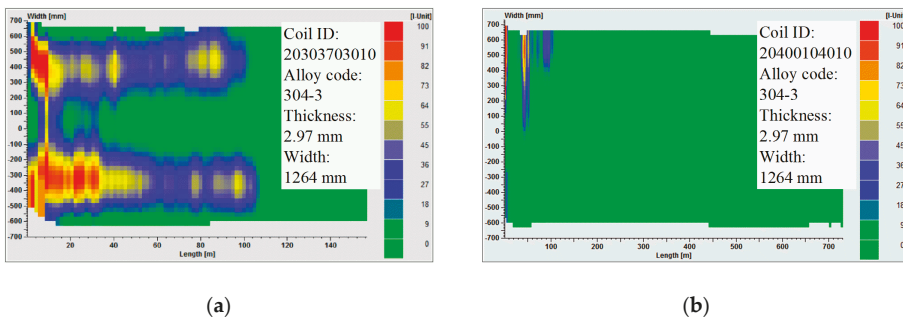 Width [mm]
[I-Unit]
700
600
500
400
300
200
100
0
-100
-200
-300
-400
-500
-600
-700
20 40 60 80 100 120 140
Length [m]
Coil ID:
20303703010
Alloy code:
304-3
Thickness:
2.97 mm
Width:
1264 mm
100
91
82
73
64
55
45
36
27
18
9
0
(a)
Width [mm]
[I-Unit]
700
600
500
400
300
200
100
0
-100
-200
-300
-400
-500
-600
-700
100 200 300 400 500 600 700
Length [m]
Coil ID:
20400104010
Alloy code:
304-3
Thickness:
2.97 mm
Width:
1264 mm
(b)